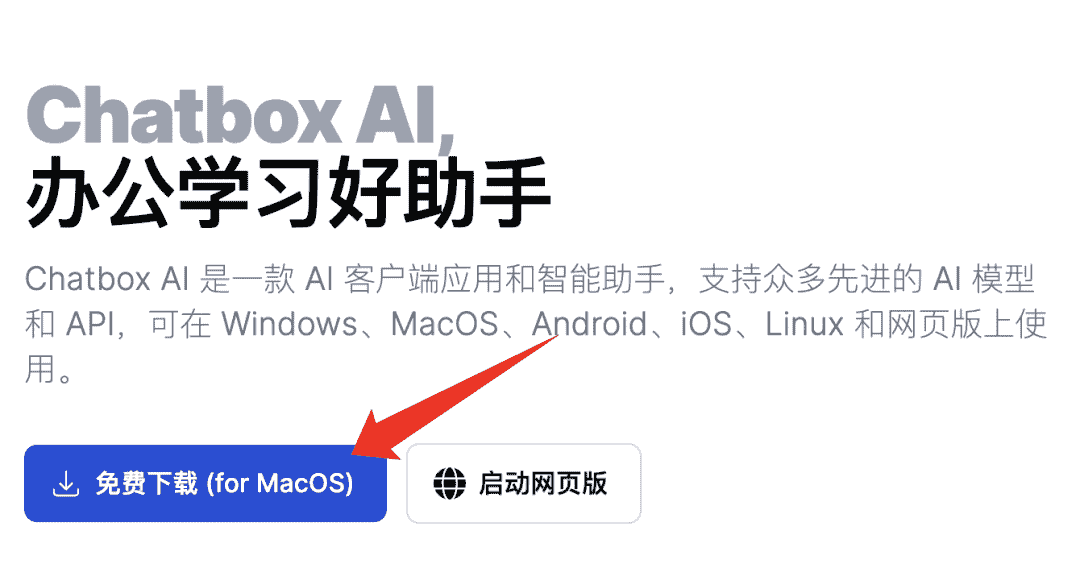 Chatbox AI,
办公学习好助手
Chatbox AI 是一款 AI 客户端应用和智能助手，支持众多先进的 AI 模型
和 API，可在 Windows、MacOS、Android、iOS、Linux 和网页版上使
用。
免费下载 (for MacOS)
启动网页版